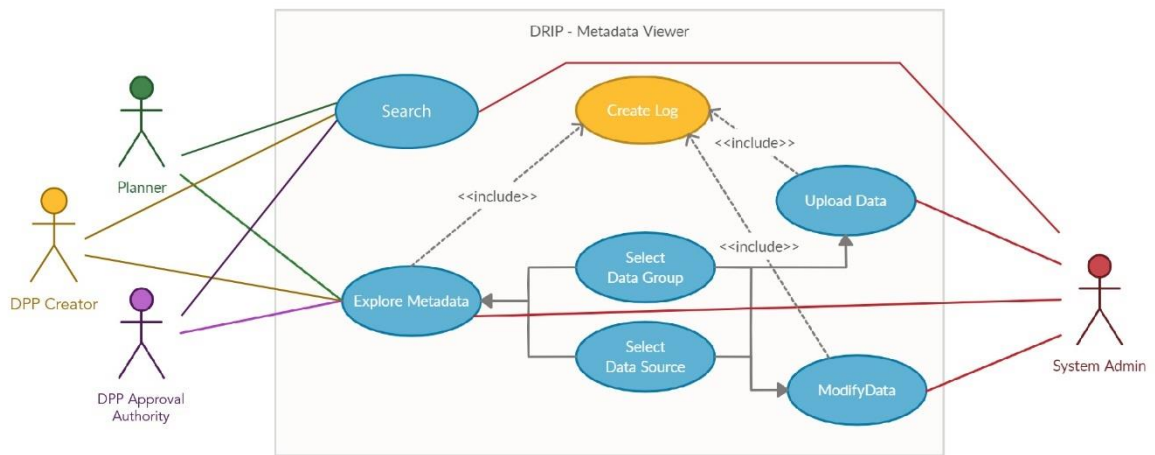 DRIP - Metadata Viewer
Search
Create Log
<<include>>
Planner
<<include>>
Upload Data
<<include>>
Select
Data Group
DPP Creator
Explore Metadata
Select
Data Source
System Admin
ModifyData
DPP Approval
Authority